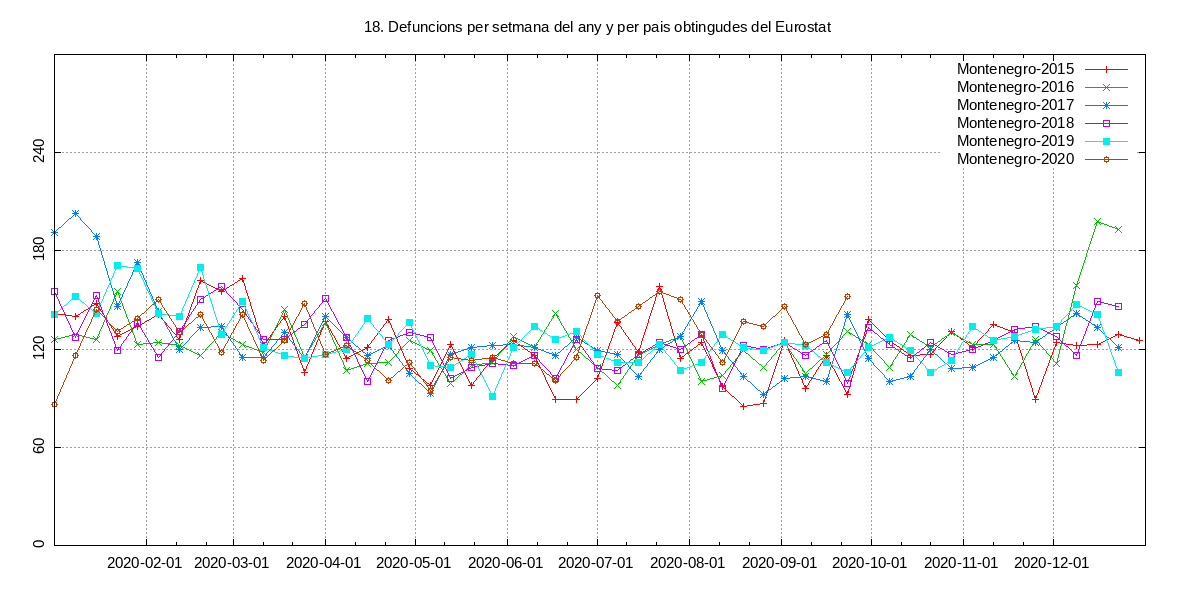 18. Defuncions per setmana del any y per pais obtingudes del Eurostat
Montenegro-2015
Montenegro-2016
Montenegro-2017
Montenegro-2018
Montenegro-2019
Montenegro-2020
240
180
120
60
0
2020-02-01 2020-03-01 2020-04-01 2020-05-01 2020-06-01 2020-07-01 2020-08-01 2020-09-01 2020-10-01 2020-11-01 2020-12-01